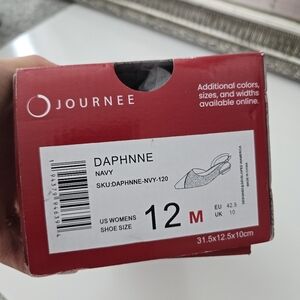 JOURNEE
Additional colors,
sizes, and widths
available online.
DAPHNNE
NAVY
SKU:DAPHNNE-NVY-120
US WOMENS
SHOE SIZE
12 M
EU 42.5
UK 10
31.5x12.5x10cm